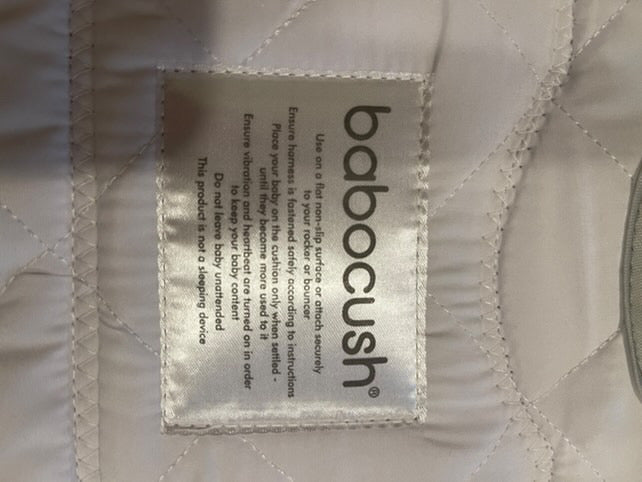 babocush®
Use on a flat non-slip surface or attach securely
to your rocker or bouncer
Ensure harness is fastened safely according to instructions
Place your baby on the cushion only when settled -
until they become more used to it
Ensure vibration and heartbeat are turned on in order
to keep your baby content
Do not leave baby unattended
This product is not a sleeping device